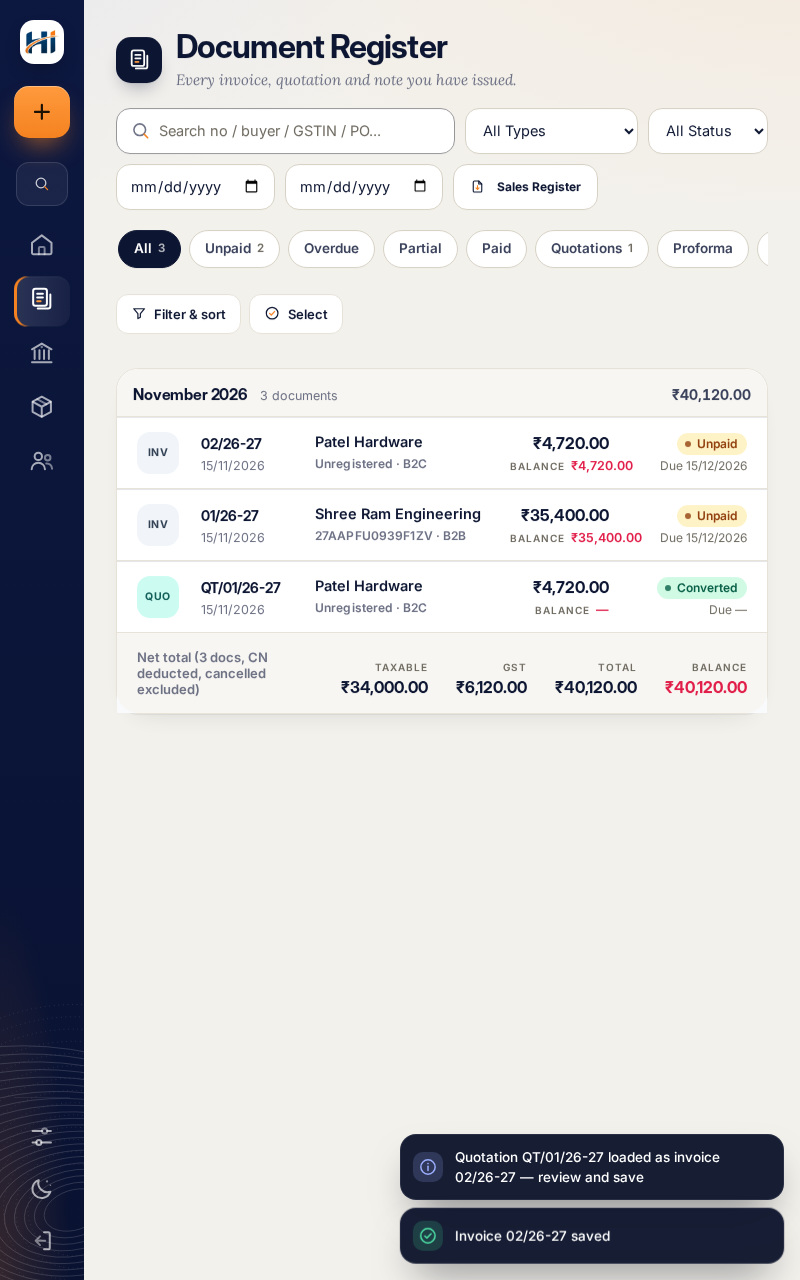 Hi
Document Register
Every invoice, quotation and note you have issued.
Search no / buyer / GSTIN / PO...
All Types
All Status
mm/dd/yyyy
mm/dd/yyyy
Sales Register
All 3
Unpaid 2
Overdue
Partial
Paid
Quotations 1
Proforma
Filter & sort
Select
November 2026 3 documents ₹40,120.00
INV 02/26-27 Patel Hardware ₹4,720.00 Unpaid
15/11/2026 Unregistered · B2C BALANCE ₹4,720.00 Due 15/12/2026
INV 01/26-27 Shree Ram Engineering ₹35,400.00 Unpaid
15/11/2026 27AAPFU0939F1ZV · B2B BALANCE ₹35,400.00 Due 15/12/2026
QUO QT/01/26-27 Patel Hardware ₹4,720.00 Converted
15/11/2026 Unregistered · B2C BALANCE — Due —
Net total (3 docs, CN
deducted, cancelled
excluded)
TAXABLE GST TOTAL BALANCE
₹34,000.00 ₹6,120.00 ₹40,120.00 ₹40,120.00
Quotation QT/01/26-27 loaded as invoice
02/26-27 — review and save
Invoice 02/26-27 saved